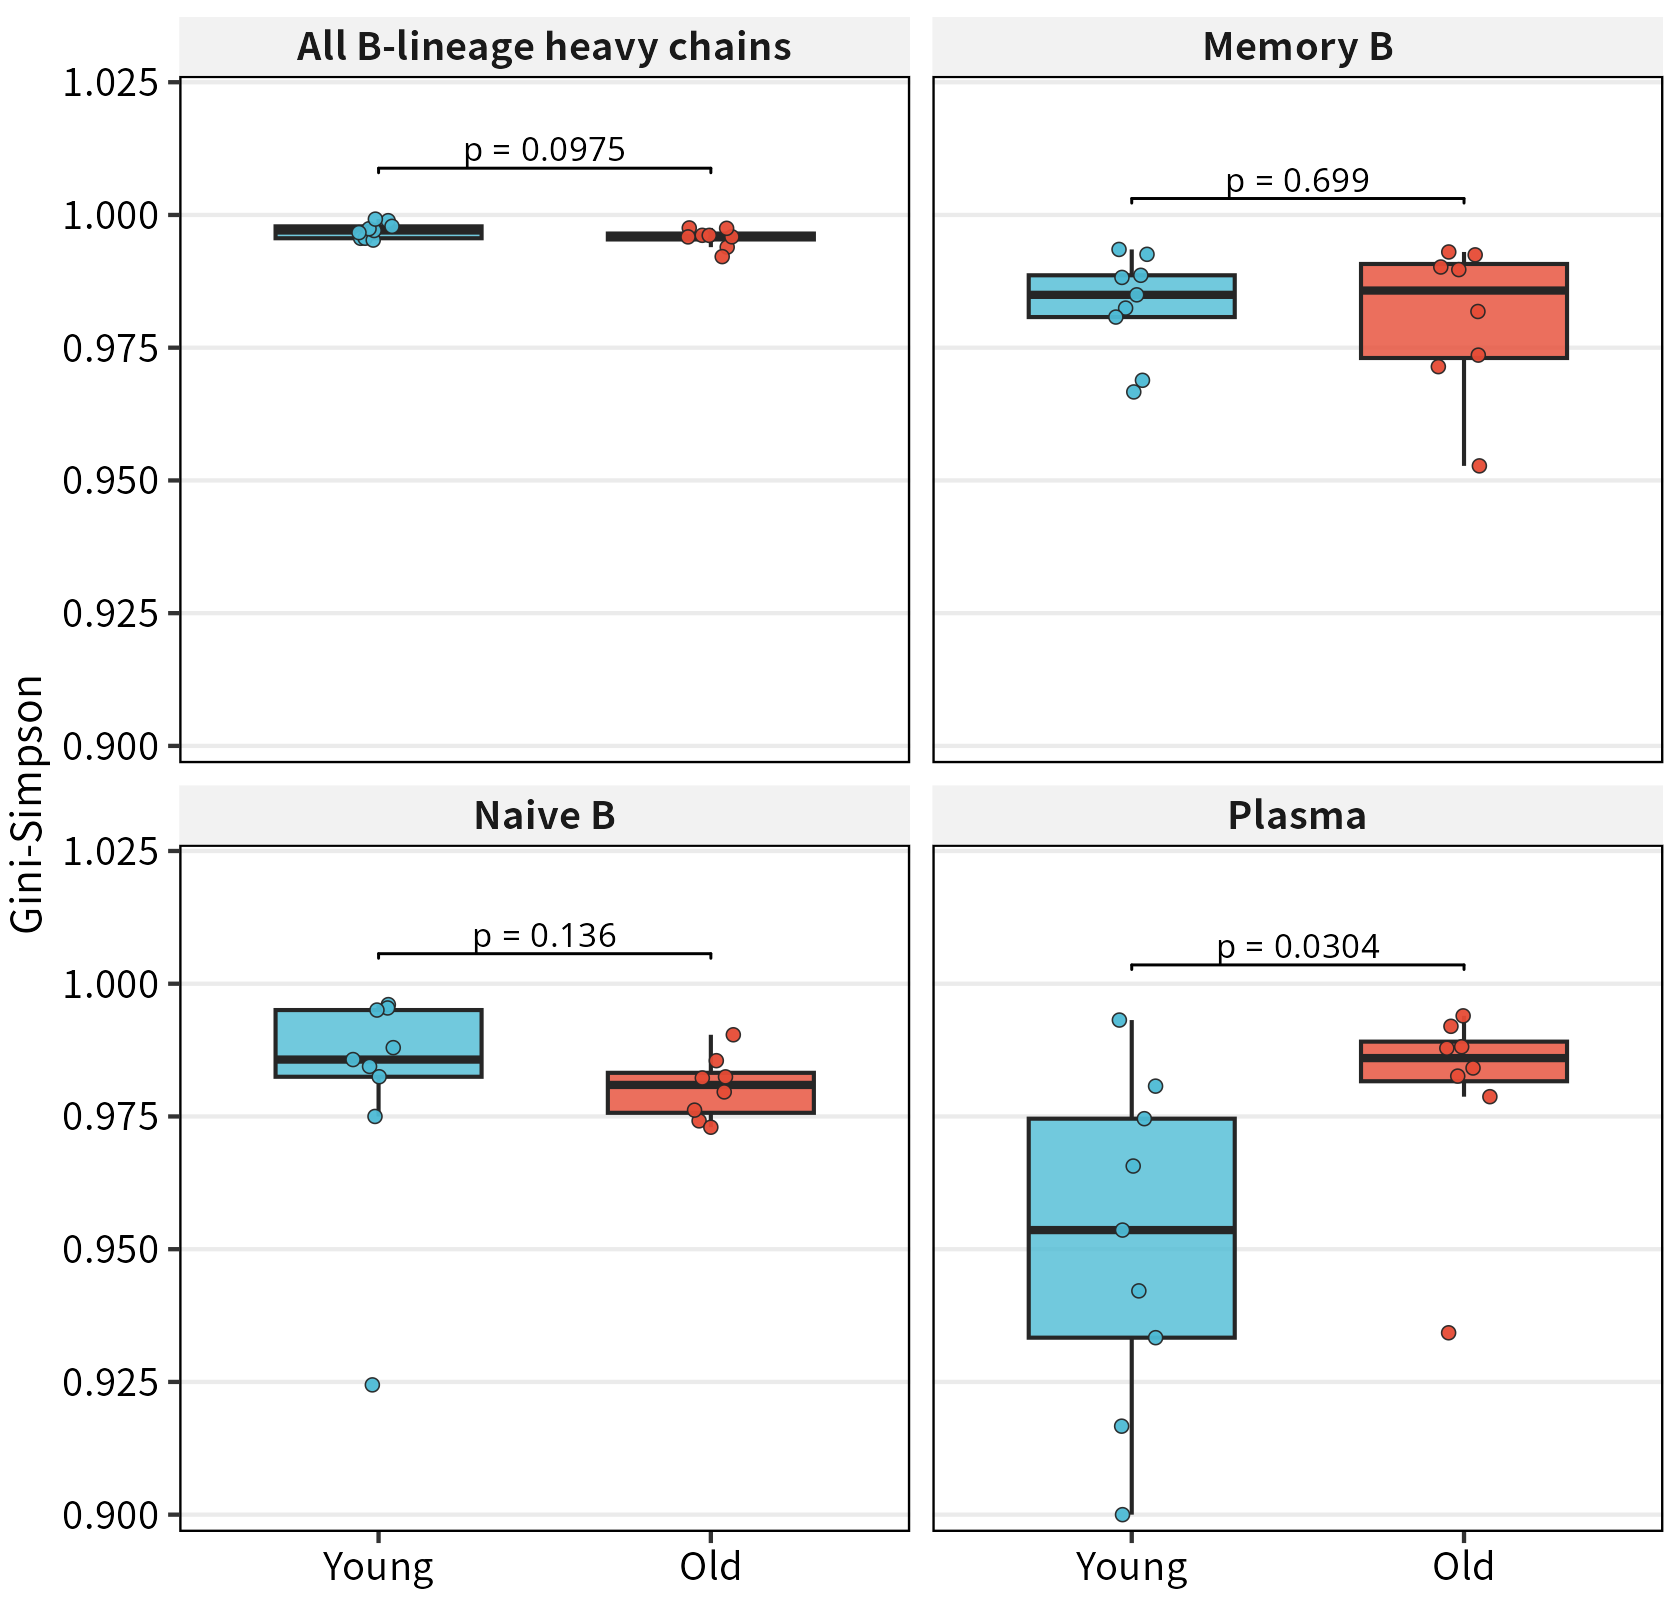 All B-lineage heavy chains
Memory B
1.025
1.000
0.975
0.950
0.925
0.900
p = 0.0975
p = 0.699
Gini-Simpson
Naive B
Plasma
1.025
1.000
0.975
0.950
0.925
0.900
p = 0.136
p = 0.0304
Young
Old
Young
Old